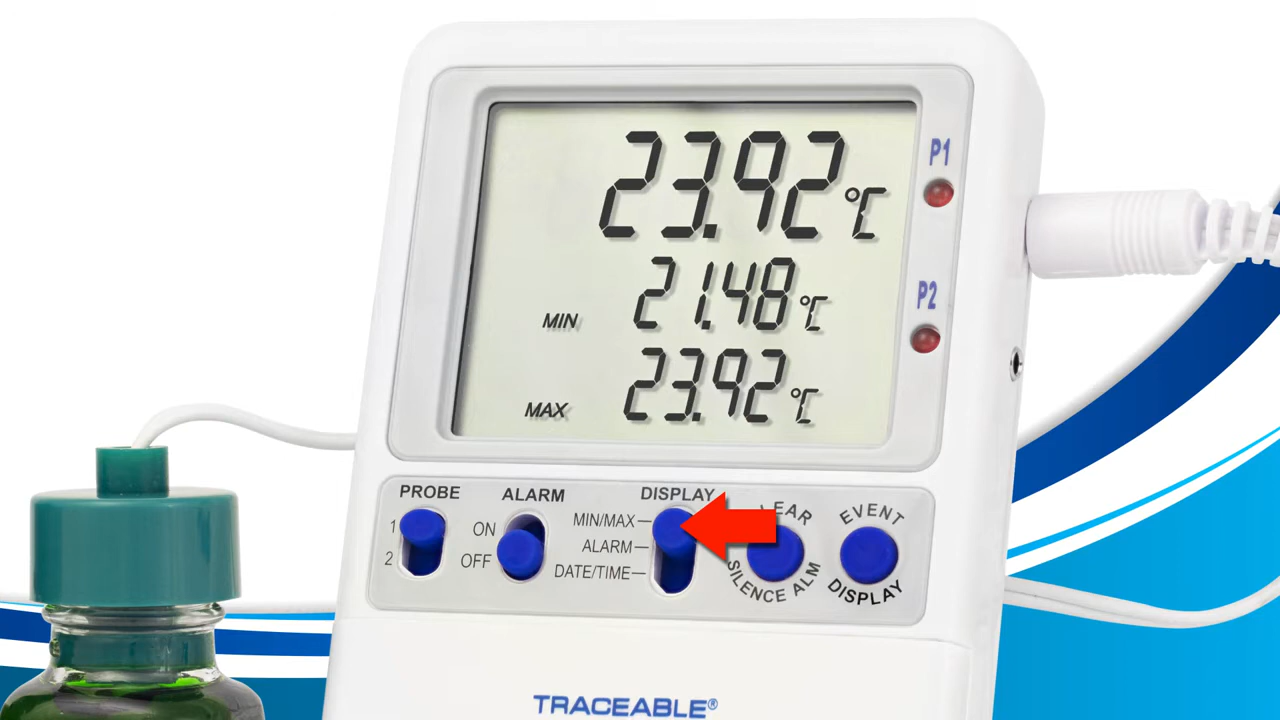 23.92 °C
P1
MIN 21.48 °C
P2
MAX 23.92 °C
PROBE ALARM DISPLAY
1 ON MIN/MAX
2 OFF ALARM
DATE/TIME
SILENCE ALM
EVENT
DISPLAY
TRACEABLE®